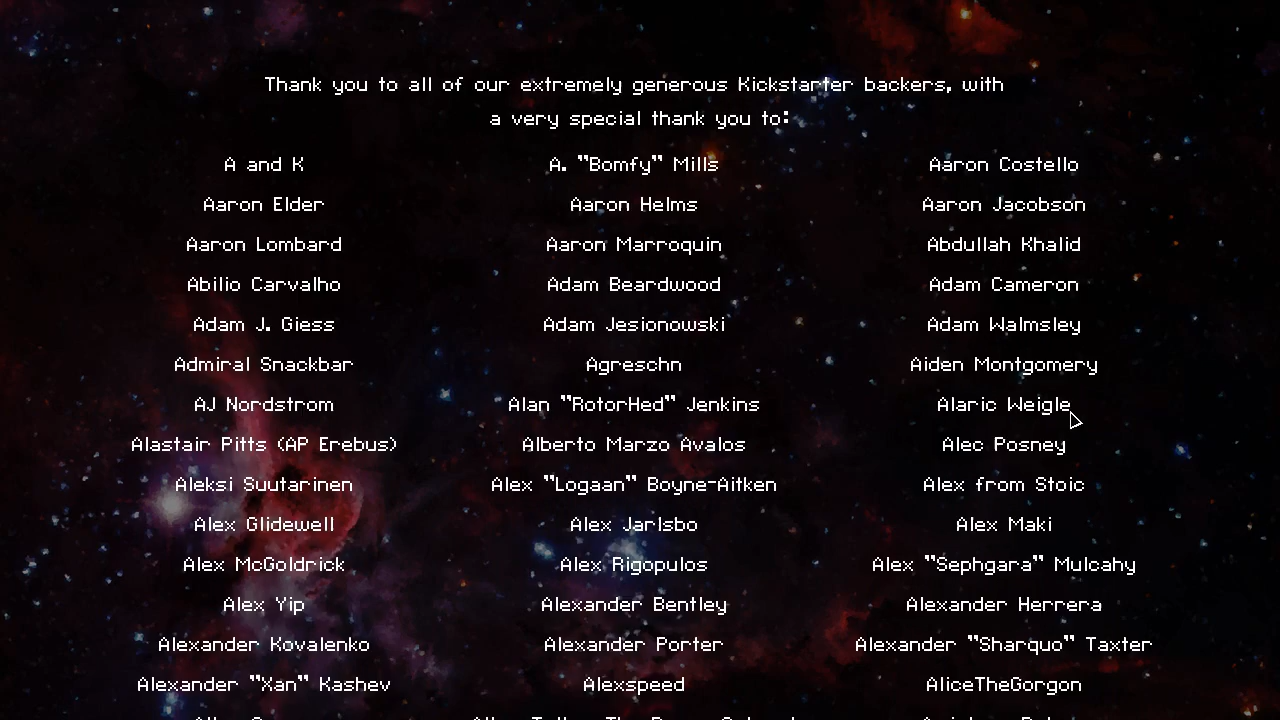 Thank you to all of our extremely generous Kickstarter backers, with
a very special thank you to:
A and K A. "Bomfy" Mills Aaron Costello
Aaron Elder Aaron Helms Aaron Jacobson
Aaron Lombard Aaron Marroquin Abdullah Khalid
Abilio Carvalho Adam Beardwood Adam Cameron
Adam J. Giess Adam Jesionowski Adam Walmsley
Admiral Snackbar Agreschn Aiden Montgomery
AJ Nordstrom Alan "RotorHed" Jenkins Alaric Weigle
Alastair Pitts (AP Erebus) Alberto Marzo Avalos Alec Posney
Aleksi Suutarinen Alex "Logaan" Boyne-Aitken Alex from Stoic
Alex Glidewell Alex Jarlsbo Alex Maki
Alex McGoldrick Alex Rigopulos Alex "Sephgara" Mulcahy
Alex Yip Alexander Bentley Alexander Herrera
Alexander Kovalenko Alexander Porter Alexander "Sharquo" Taxter
Alexander "Xan" Kashev Alexspeed AliceTheGorgon